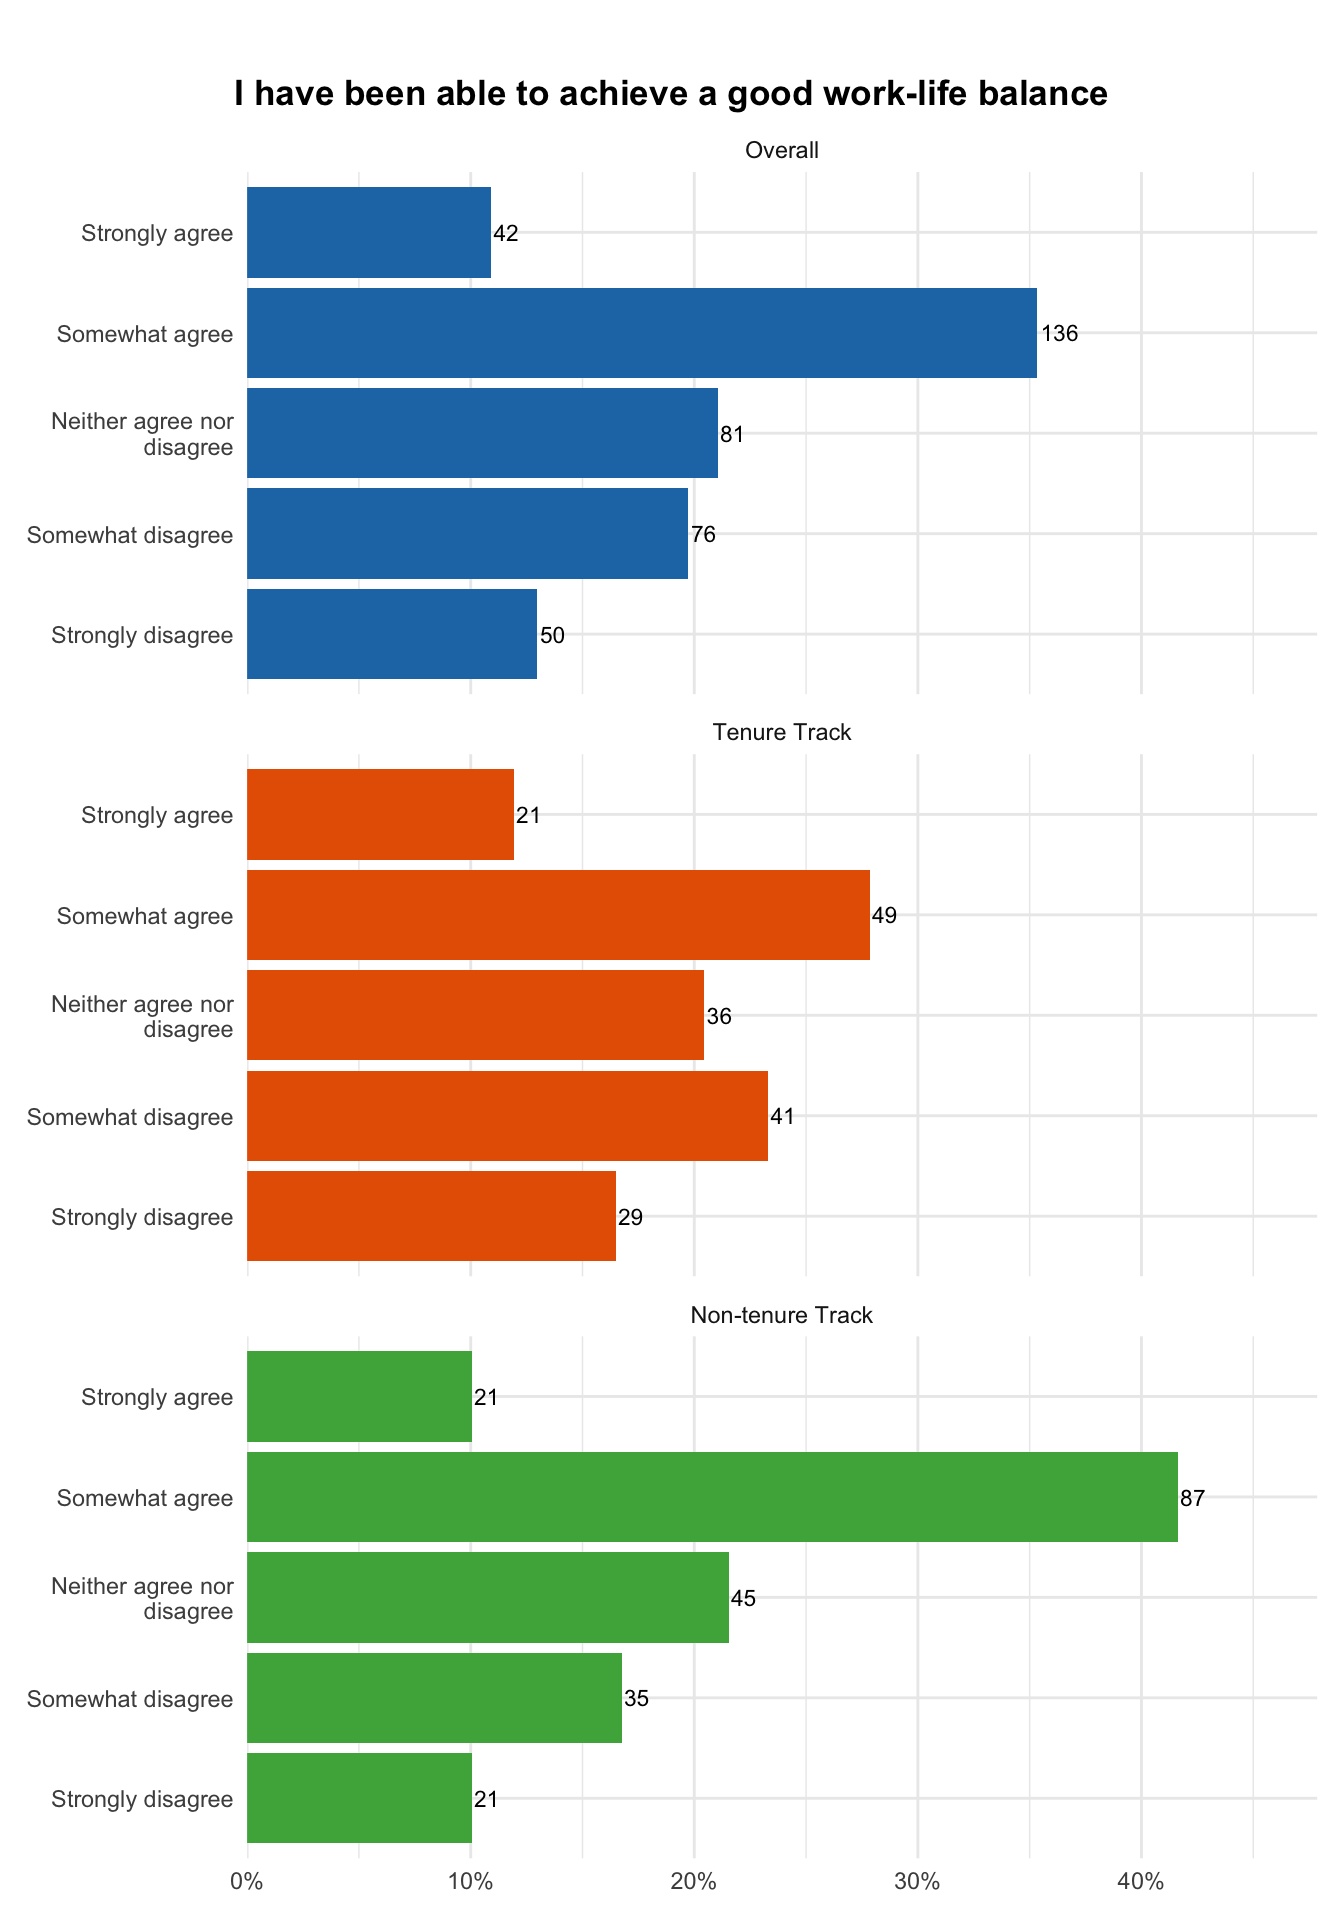 I have been able to achieve a good work-life balance
Overall
Strongly agree
42
Somewhat agree
136
Neither agree nor
disagree
81
Somewhat disagree
76
Strongly disagree
50
Tenure Track
Strongly agree
21
Somewhat agree
49
Neither agree nor
disagree
36
Somewhat disagree
41
Strongly disagree
29
Non-tenure Track
Strongly agree
21
Somewhat agree
87
Neither agree nor
disagree
45
Somewhat disagree
35
Strongly disagree
21
0% 10% 20% 30% 40%